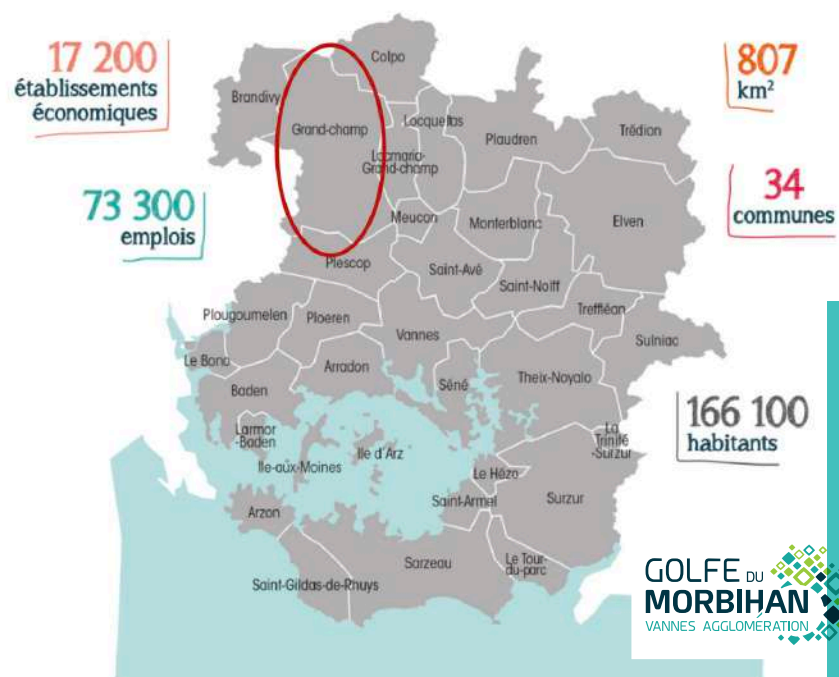 17 200
établissements
économiques
807
km²
73 300
emplois
34
communes
166 100
habitants
Colpo
Brandivy
Grand-champ
Locqueltas
Locmaria-
Grand-champ
Plaudren
Trédion
Meucon
Monterblanc
Elven
Plescop
Saint-Avé
Saint-Nolff
Treffléan
Plougoumelen
Ploeren
Vannes
Sulniac
Le Bono
Arradon
Séné
Theix-Noyalo
Baden
Larmor
-Baden
Ile-aux-Moines
Ile d'Arz
La
Trinité
-Surzur
Le Hézo
Saint-Armel
Surzur
Arzon
Sarzeau
Le Tour-
du-parc
Saint-Gildas-de-Rhuys
GOLFE DU
MORBIHAN
VANNES AGGLOMÉRATION